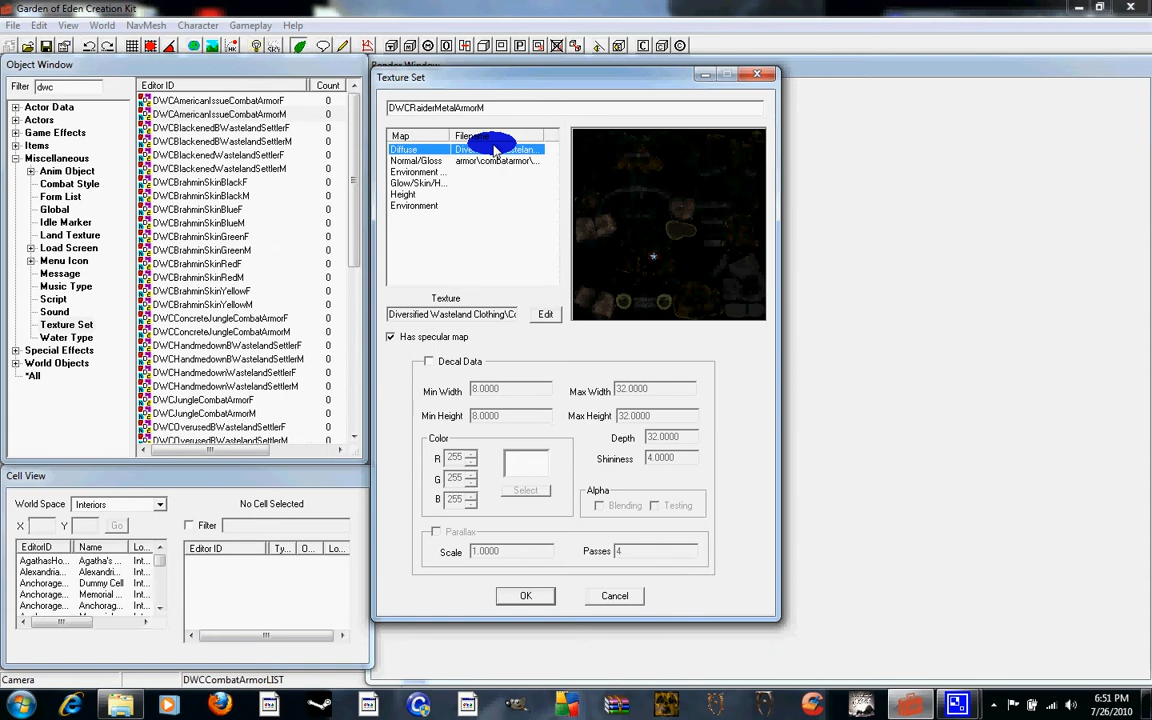 Garden of Eden Creation Kit
File Edit View World NavMesh Character Gameplay Help
Object Window
Filter dwc
Actor Data
Actors
Game Effects
Items
Miscellaneous
Anim Object
Combat Style
Form List
Global
Idle Marker
Land Texture
Load Screen
Menu Icon
Message
Music Type
Script
Sound
Texture Set
Water Type
Special Effects
World Objects
*All
Editor ID Count
DWCAmericanIssueCombatArmorF 0
DWCAmericanIssueCombatArmorM 0
DWCBlackenedBWastelandSettlerF 0
DWCBlackenedBWastelandSettlerM 0
DWCBrahminSkinBlackF 0
DWCBrahminSkinBlackM 0
DWCBrahminSkinBlueF 0
DWCBrahminSkinBlueM 0
DWCBrahminSkinGreenF 0
DWCBrahminSkinGreenM 0
DWCBrahminSkinRedF 0
DWCBrahminSkinRedM 0
DWCBrahminSkinYellowF 0
DWCBrahminSkinYellowM 0
DWCConcreteJungleCombatArmorF 0
DWCConcreteJungleCombatArmorM 0
DWCHandmedownBWastelandSettlerF 0
DWCHandmedownBWastelandSettlerM 0
DWCHandmedownWastelandSettlerF 0
DWCHandmedownWastelandSettlerM 0
DWCJungleCombatArmorF 0
DWCJungleCombatArmorM 0
DWCOverusedBWastelandSettlerF 0
DWCOverusedBWastelandSettlerM 0
Texture Set
DWCRaiderMetalArmorM
Map
Diffuse
Normal/Gloss armor\combatarmor\...
Environment ...
Glow/Skin/H...
Height
Environment
Texture
Diversified Wasteland Clothing\Cc
Edit
Has specular map
Decal Data
Min Width 8.0000 Max Width 32.0000
Min Height 8.0000 Max Height 32.0000
Color
Depth 32.0000
R 255
Shininess 4.0000
G 255
Select
B 255
Alpha
Blending Testing
Parallax
Scale 1.0000 Passes 4
OK Cancel
Cell View
World Space Interiors No Cell Selected
X Y Go Filter
EditorID Name Lo...
AgathasHo... Agatha's ... Int...
Alexandria... Alexandri... Int...
Anchorage... Dummy Cell Int...
Anchorage... Memorial ... Int...
Anchorage... Anchorag... Int...
Anchorage... Memorial ... Int...
Editor ID Ty... O... Lo...
Camera DWCCombatArmorLIST
6:51 PM
7/26/2010